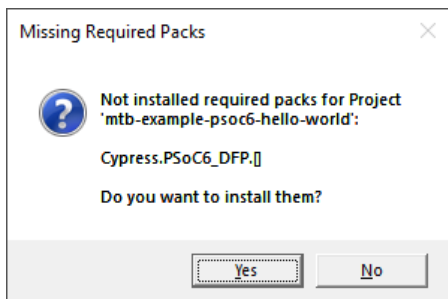 Missing Required Packs
Not installed required packs for Project
'mtb-example-psoc6-hello-world':
Cypress.PSoC6_DFP.[]
Do you want to install them?
Yes
No